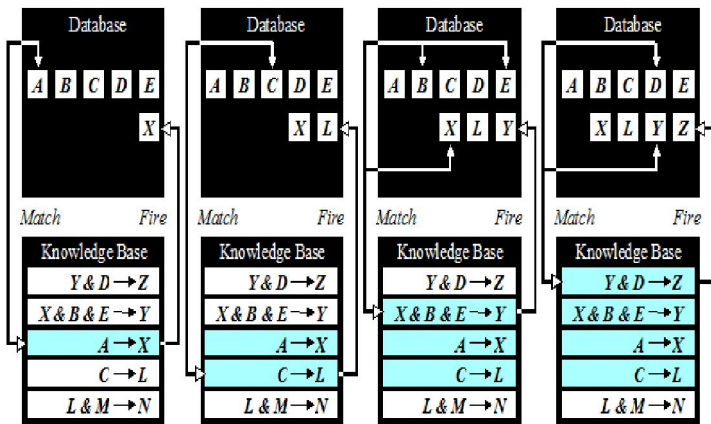 Database
A B C D E
X
Match Fire
Knowledge Base
Y & D → Z
X & B & E → Y
A → X
C → L
L & M → N
Database
A B C D E
X L
Match Fire
Knowledge Base
Y & D → Z
X & B & E → Y
A → X
C → L
L & M → N
Database
A B C D E
X L Y
Match Fire
Knowledge Base
Y & D → Z
X & B & E → Y
A → X
C → L
L & M → N
Database
A B C D E
X L Y Z
Match Fire
Knowledge Base
Y & D → Z
X & B & E → Y
A → X
C → L
L & M → N